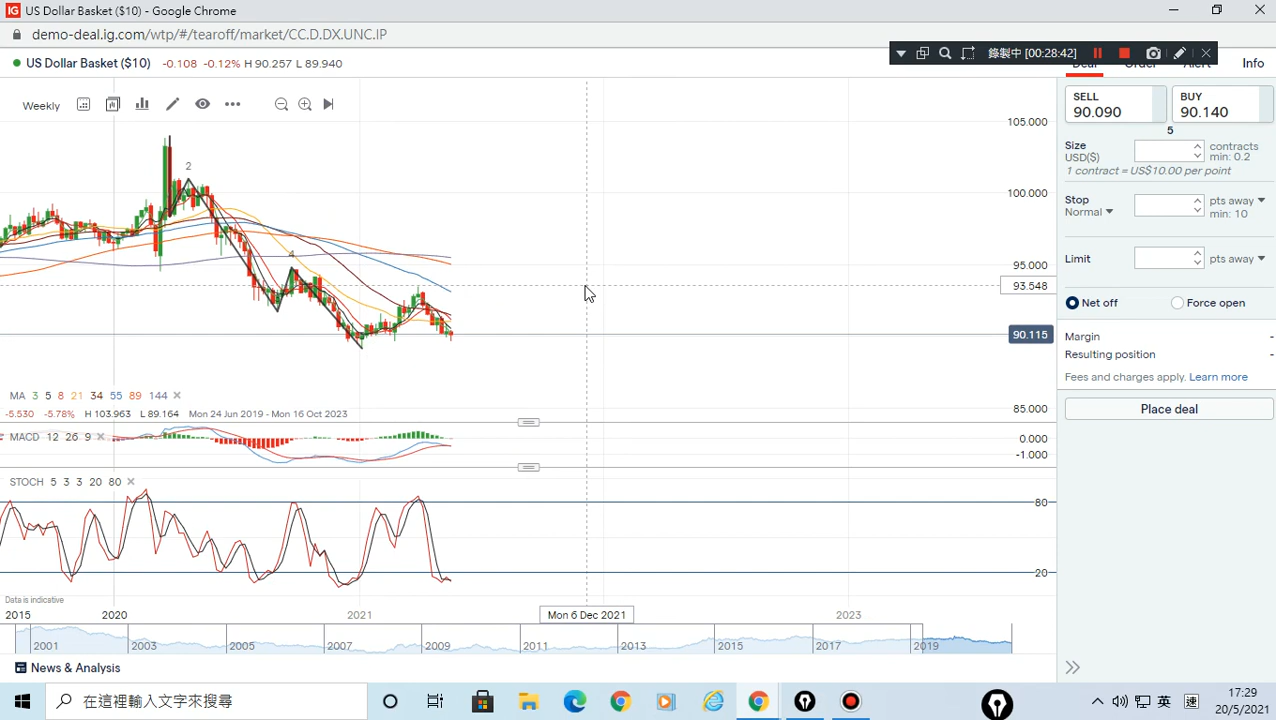 IG US Dollar Basket ($10) - Google Chrome
demo-deal.ig.com/wtp/#/tearoff/market/CC.D.DX.UNC.IP
US Dollar Basket ($10) -0.108 -0.12% H 90.257 L 89.940
錄製中 [00:28:42]
Info
Weekly
SELL
90.090
BUY
90.140
5
Size
USD($)
contracts
min: 0.2
1 contract = US$10.00 per point
Stop
Normal
pts away
min: 10
Limit
pts away
Net off
Force open
Margin -
Resulting position -
Fees and charges apply. Learn more
Place deal
105.000
100.000
95.000
93.548
90.115
85.000
2
4
MA 3 5 8 21 34 55 89 144
-5.530 -5.78% H 103.963 L 89.164 Mon 24 Jun 2019 - Mon 16 Oct 2023
MACD 12 26 9
0.000
-1.000
STOCH 5 3 3 20 80
80
20
Data is indicative
2015 2020 2021 Mon 6 Dec 2021 2023
2001 2003 2005 2007 2009 2011 2013 2015 2017 2019
News & Analysis
在這裡輸入文字來搜尋
英
17:29
20/5/2021